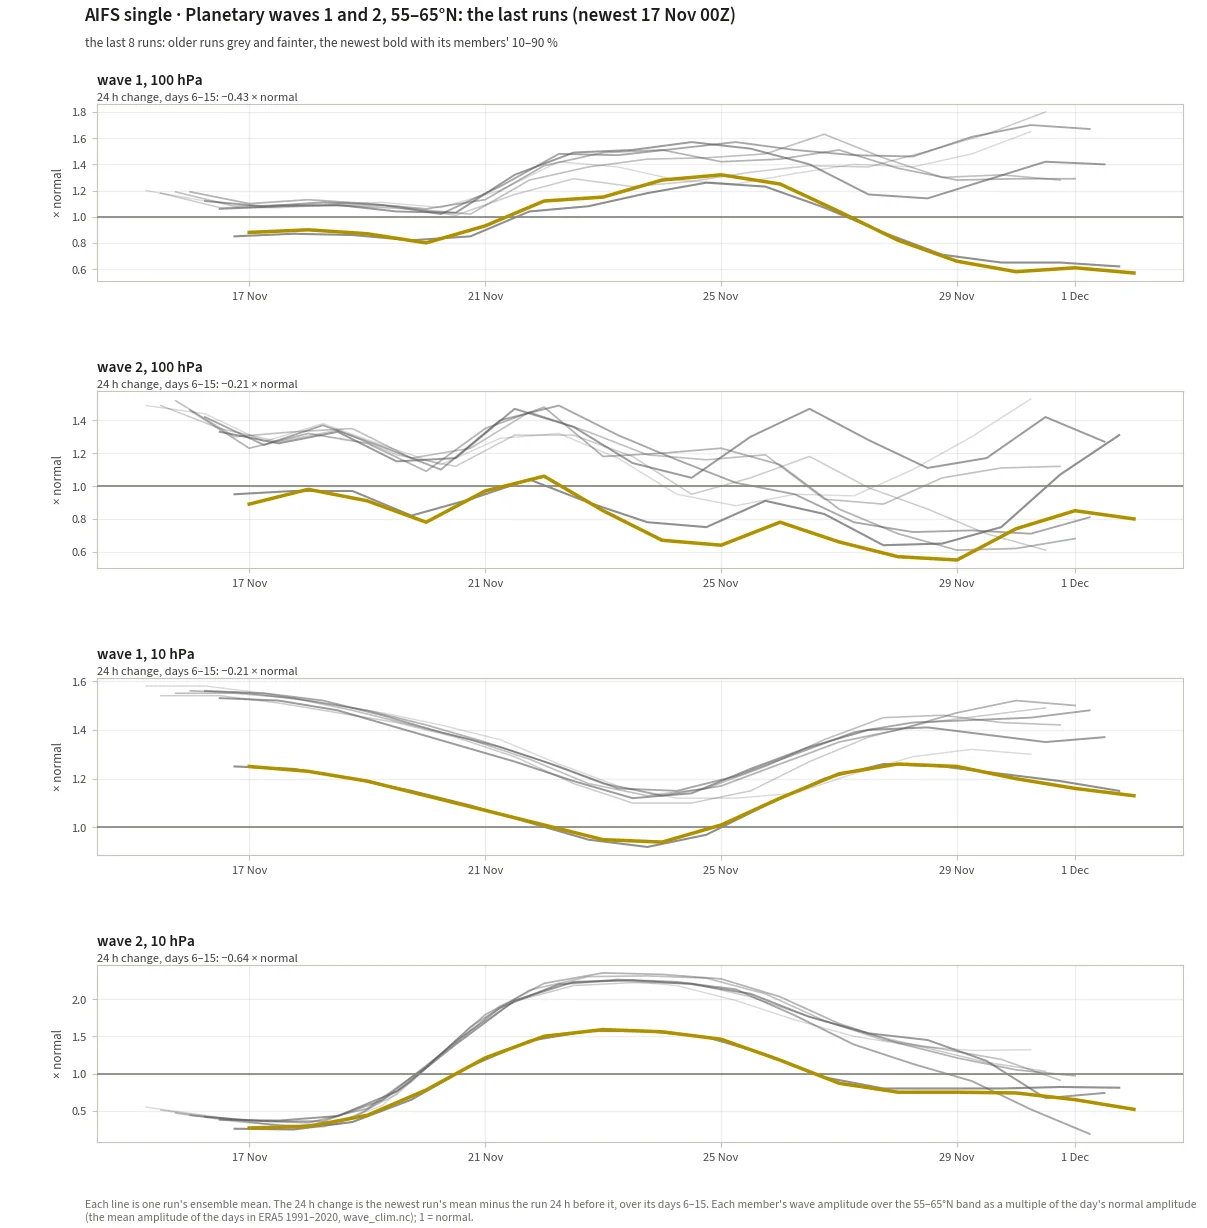 AIFS single · Planetary waves 1 and 2, 55–65°N: the last runs (newest 17 Nov 00Z)
the last 8 runs: older runs grey and fainter, the newest bold with its members' 10–90 %
wave 1, 100 hPa
24 h change, days 6–15: −0.43 × normal
1.8
1.6
1.4
1.2
1.0
0.8
0.6
× normal
17 Nov
21 Nov
25 Nov
29 Nov
1 Dec
wave 2, 100 hPa
24 h change, days 6–15: −0.21 × normal
1.4
1.2
1.0
0.8
0.6
× normal
17 Nov
21 Nov
25 Nov
29 Nov
1 Dec
wave 1, 10 hPa
24 h change, days 6–15: −0.21 × normal
1.6
1.4
1.2
1.0
× normal
17 Nov
21 Nov
25 Nov
29 Nov
1 Dec
wave 2, 10 hPa
24 h change, days 6–15: −0.64 × normal
2.0
1.5
1.0
0.5
× normal
17 Nov
21 Nov
25 Nov
29 Nov
1 Dec
Each line is one run's ensemble mean. The 24 h change is the newest run's mean minus the run 24 h before it, over its days 6–15. Each member's wave amplitude over the 55–65°N band as a multiple of the day's normal amplitude
(the mean amplitude of the days in ERA5 1991–2020, wave_clim.nc); 1 = normal.